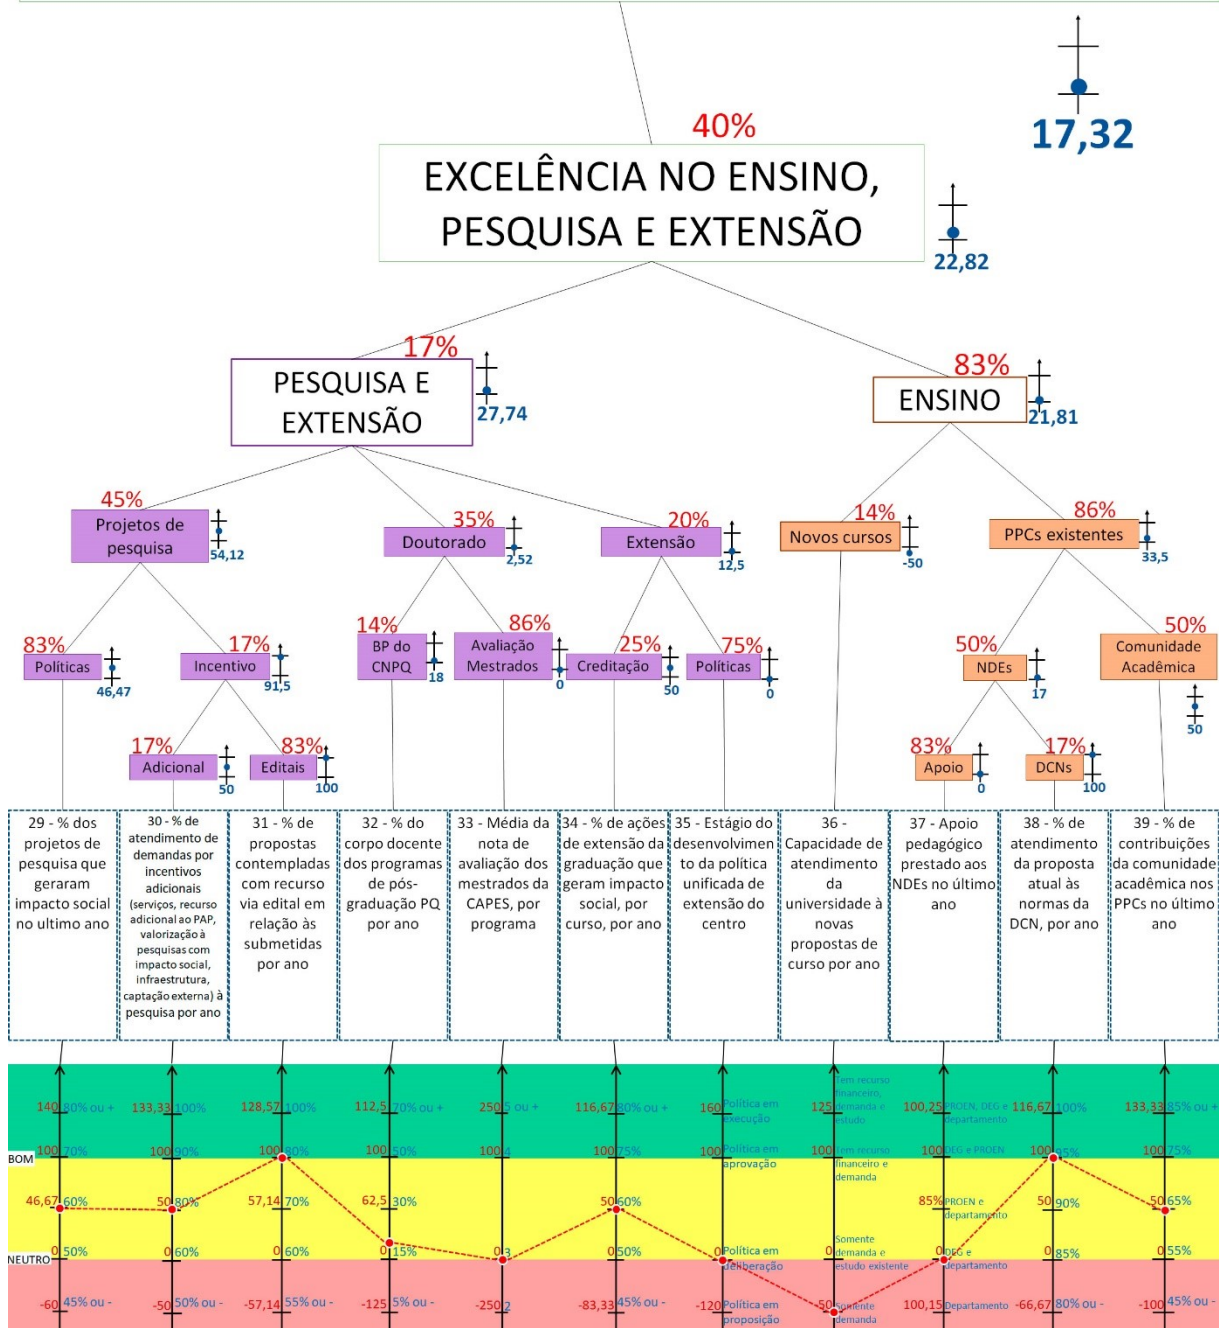 40%
17,32
EXCELÊNCIA NO ENSINO,
PESQUISA E EXTENSÃO
22,82
17%
PESQUISA E
EXTENSÃO
27,74
83%
ENSINO
21,81
45%
Projetos de
pesquisa
54,12
35%
Doutorado
2,52
20%
Extensão
12,5
14%
Novos cursos
-50
86%
PPCs existentes
33,5
83%
Políticas
46,47
17%
Incentivo
91,5
14%
BP do
CNPQ
18
86%
Avaliação
Mestrados
0
25%
Creditação
50
75%
Políticas
0
50%
NDEs
17
50%
Comunidade
Acadêmica
50
17%
Adicional
50
83%
Editais
100
83%
Apoio
0
17%
DCNs
100
29 - % dos
projetos de
pesquisa que
geraram
impacto social
no ultimo ano
30 - % de
atendimento de
demandas por
incentivos
adicionais
(serviços, recurso
adicional ao PAP,
valorização à
pesquisas com
impacto social,
infraestrutura,
captação externa) à
pesquisa por ano
31 - % de
propostas
contempladas
com recurso
via edital em
relação às
submetidas
por ano
32 - % do
corpo docente
dos programas
de pós-
graduação PQ
por ano
33 - Média da
nota de
avaliação dos
mestrados da
CAPES, por
programa
34 - % de ações
de extensão da
graduação que
geram impacto
social, por
curso, por ano
35 - Estágio do
desenvolvimen
to da política
unificada de
extensão do
centro
36 -
Capacidade de
atendimento
da
universidade à
novas
propostas de
curso por ano
37 - Apoio
pedagógico
prestado aos
NDEs no último
ano
38 - % de
atendimento
da proposta
atual às
normas da
DCN, por ano
39 - % de
contribuições
da comunidade
acadêmica nos
PPCs no último
ano
140 80% ou +
133,33 100%
128,57 100%
112,5 70% ou +
250 5 ou +
116,67 80% ou +
160 Política em
execução
125 Tem recurso
financeiro,
demanda e
estudo
100,25 PROEN, DEG e
departamento
116,67 100%
133,33 85% ou +
BOM
100 70%
100 90%
100 80%
100 50%
100 4
100 75%
100 Política em
aprovação
100 Tem recurso
financeiro e
demanda
100 DEG e PROEN
100 95%
100 75%
46,67 60%
50 80%
57,14 70%
62,5 30%
50 60%
85% PROEN e
departamento
50 90%
50 65%
NEUTRO
0 50%
0 60%
0 60%
0 15%
0 3
0 50%
0 Política em
deliberação
0 Somente
demanda e
estudo existente
0 DEG e
departamento
0 85%
0 55%
-60 45% ou -
-50 50% ou -
-57,14 55% ou -
-125 5% ou -
-250 2
-83,33 45% ou -
-120 Política em
proposição
-50 Somente
demanda
100,15 Departamento
-66,67 80% ou -
-100 45% ou -